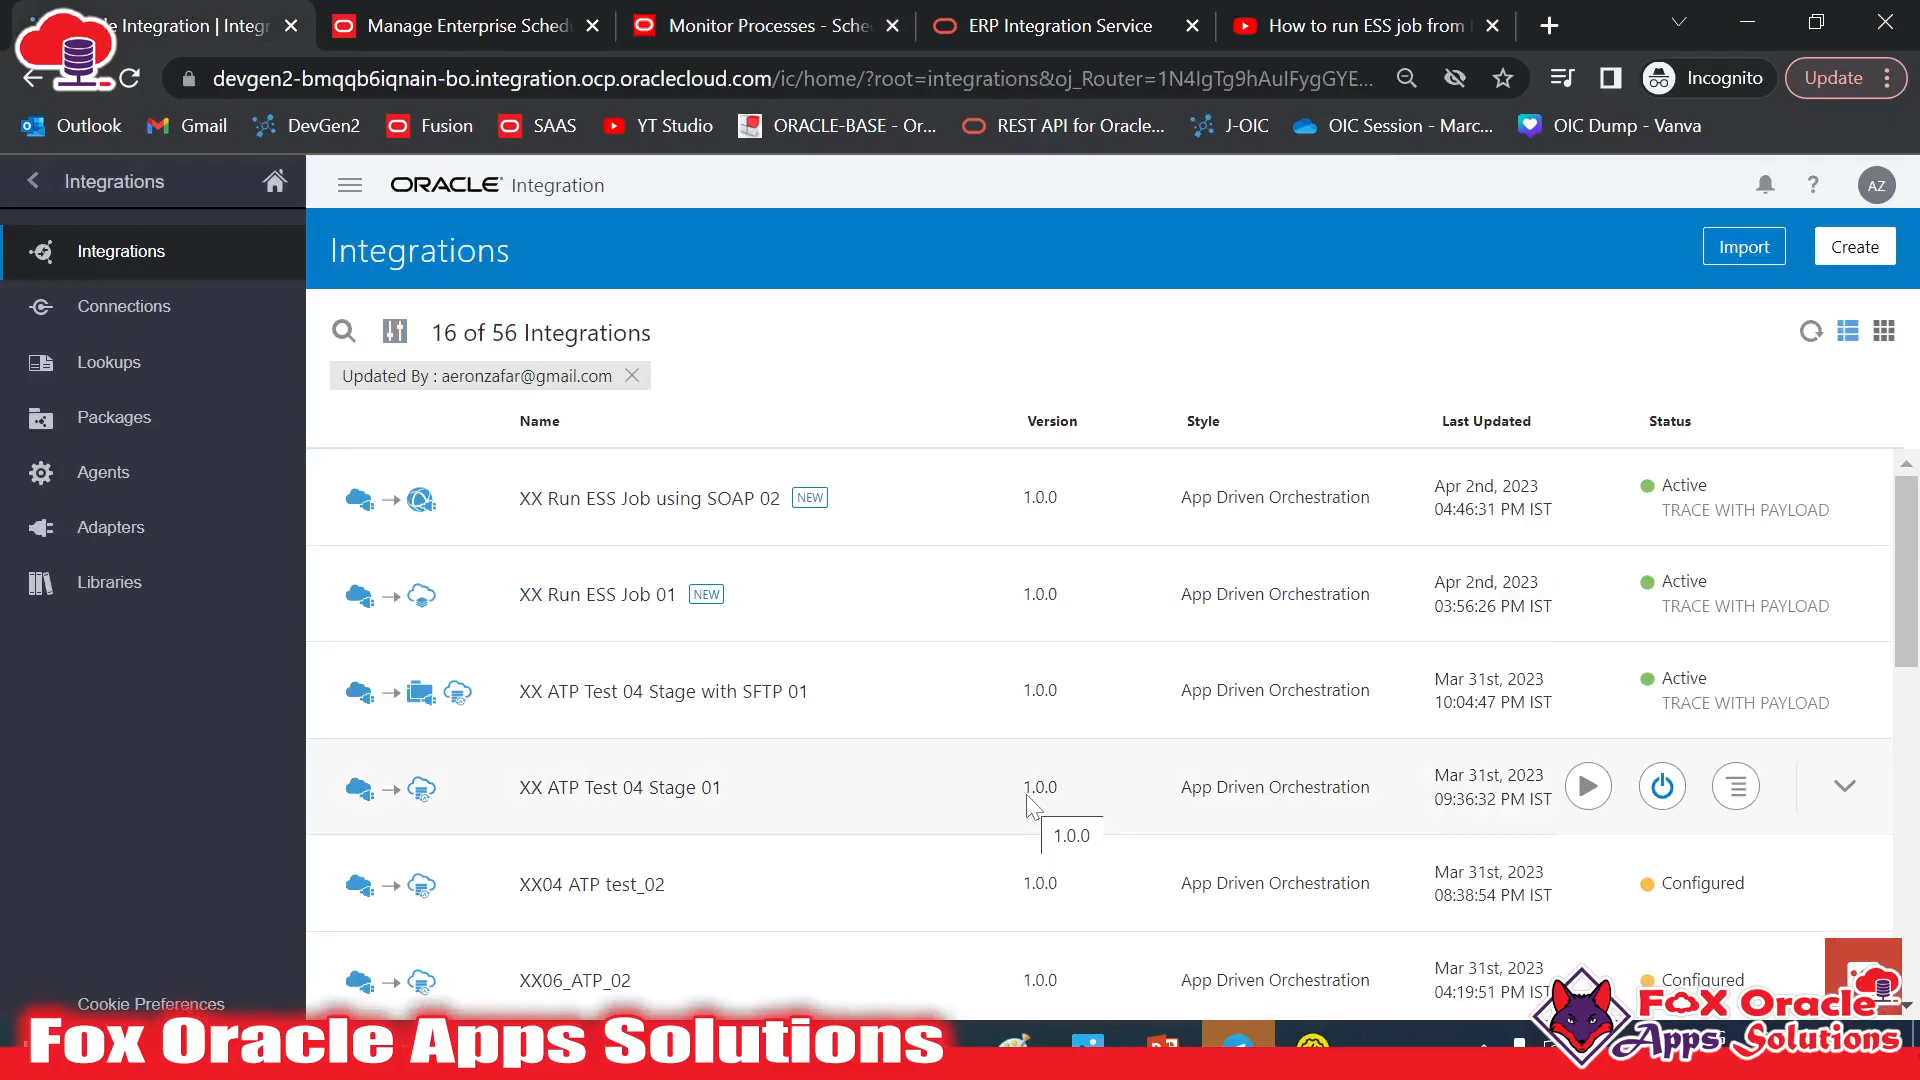 le Integration | Integr
Manage Enterprise Sched
Monitor Processes - Sche
ERP Integration Service
How to run ESS job from
devgen2-bmqqb6iqnain-bo.integration.ocp.oraclecloud.com/ic/home/?root=integrations&oj_Router=1N4IgTg9hAuIFygGYE...
Incognito
Update
Outlook
Gmail
DevGen2
Fusion
SAAS
YT Studio
ORACLE-BASE - Or...
REST API for Oracle...
J-OIC
OIC Session - Marc...
OIC Dump - Vanva
Integrations
ORACLE Integration
AZ
Integrations
Connections
Lookups
Packages
Agents
Adapters
Libraries
Cookie Preferences
Integrations
Import
Create
16 of 56 Integrations
Updated By : aeronzafar@gmail.com
Name Version Style Last Updated Status
XX Run ESS Job using SOAP 02 NEW 1.0.0 App Driven Orchestration Apr 2nd, 2023 Active
04:46:31 PM IST TRACE WITH PAYLOAD
XX Run ESS Job 01 NEW 1.0.0 App Driven Orchestration Apr 2nd, 2023 Active
03:56:26 PM IST TRACE WITH PAYLOAD
XX ATP Test 04 Stage with SFTP 01 1.0.0 App Driven Orchestration Mar 31st, 2023 Active
10:04:47 PM IST TRACE WITH PAYLOAD
XX ATP Test 04 Stage 01 1.0.0 App Driven Orchestration Mar 31st, 2023
09:36:32 PM IST
1.0.0
XX04 ATP test_02 1.0.0 App Driven Orchestration Mar 31st, 2023 Configured
08:38:54 PM IST
XX06_ATP_02 1.0.0 App Driven Orchestration Mar 31st, 2023 Configured
04:19:51 PM IST
Fox Oracle Apps Solutions
Fox Oracle
Apps Solutions